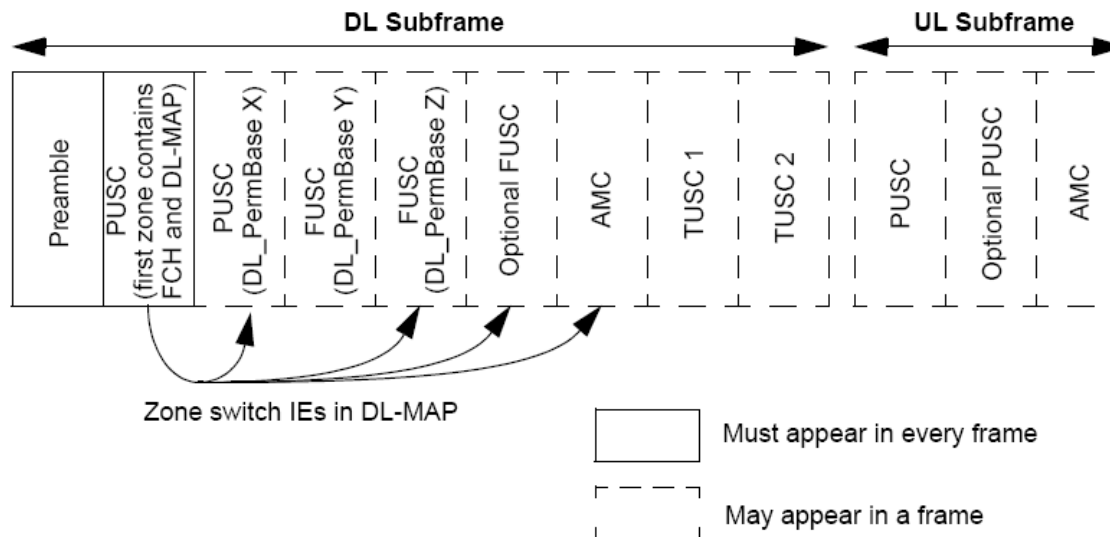 DL Subframe
UL Subframe
Preamble
PUSC
(first zone contains
FCH and DL-MAP)
PUSC
(DL_PermBase X)
FUSC
(DL_PermBase Y)
FUSC
(DL_PermBase Z)
Optional FUSC
AMC
TUSC 1
TUSC 2
PUSC
Optional PUSC
AMC
Zone switch IEs in DL-MAP
Must appear in every frame
May appear in a frame